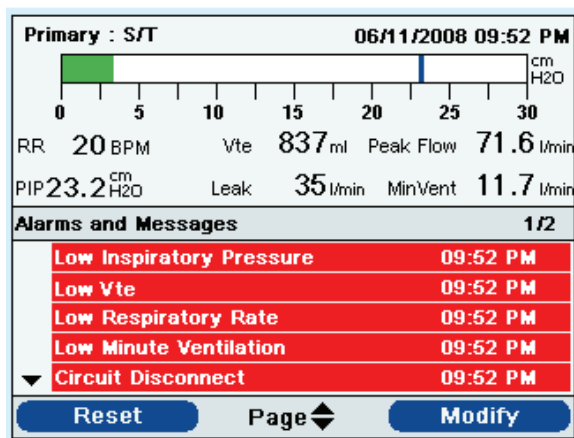 Primary : S/T 06/11/2008 09:52 PM
cm
H2O
0 5 10 15 20 25 30
RR 20 BPM Vte 837 ml Peak Flow 71.6 l/min
PIP 23.2 cm H2O Leak 35 l/min MinVent 11.7 l/min
Alarms and Messages 1/2
Low Inspiratory Pressure 09:52 PM
Low Vte 09:52 PM
Low Respiratory Rate 09:52 PM
Low Minute Ventilation 09:52 PM
Circuit Disconnect 09:52 PM
Reset Page Modify